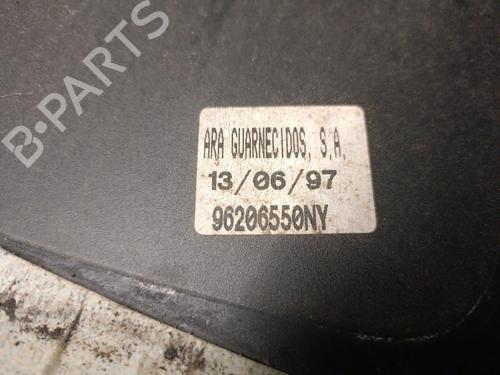 ARA GUARNECIDOS, S.A.
13/06/97
96206550NY
B-PARTS